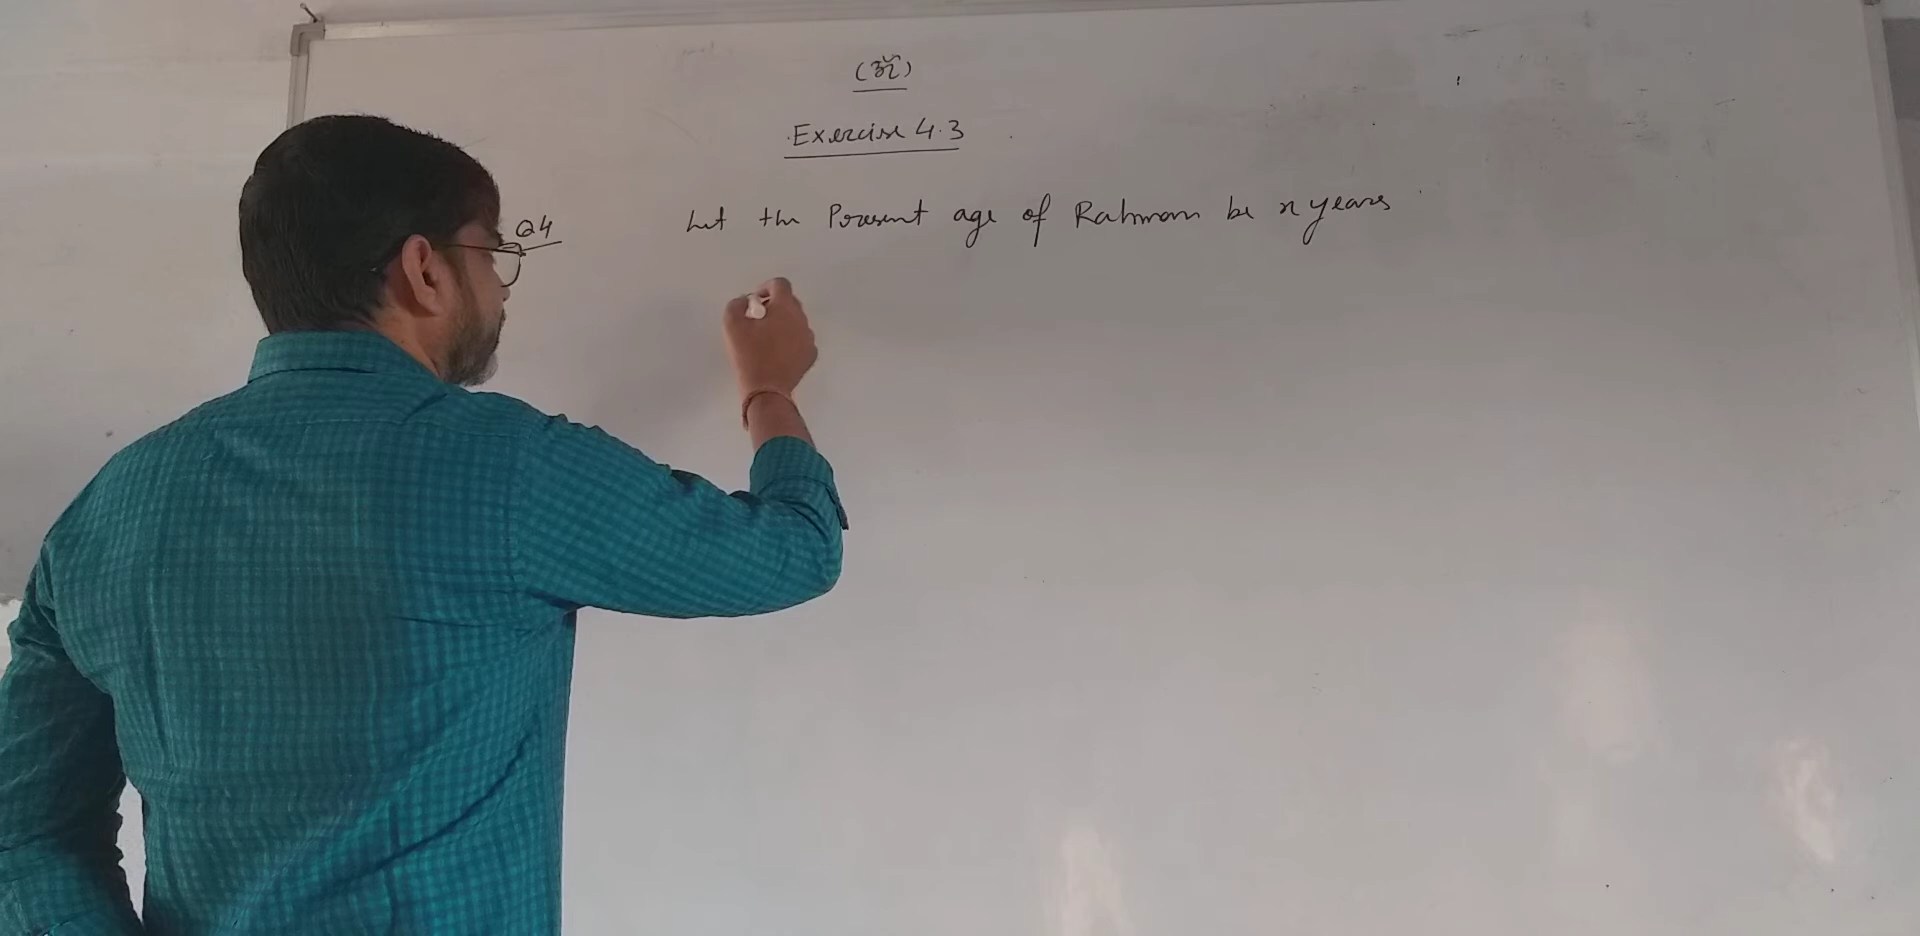 (ॐ)
Exercise 4.3
Q4 Let the Present age of Rahman be x years